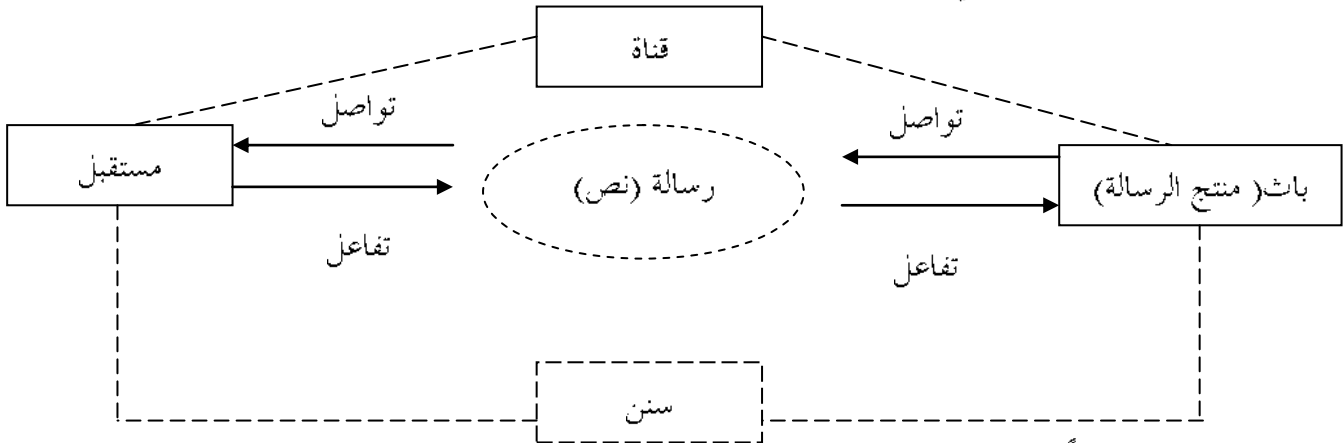 قناة
تواصل
تواصل
باث( منتج الرسالة)
رسالة (نص)
مستقبل
تفاعل
تفاعل
سنن